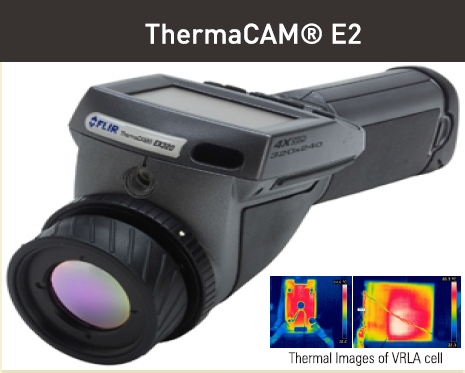 ThermaCAM® E2
FLIR ThermaCAM® EX320
4X
320x240
Thermal Images of VRLA cell